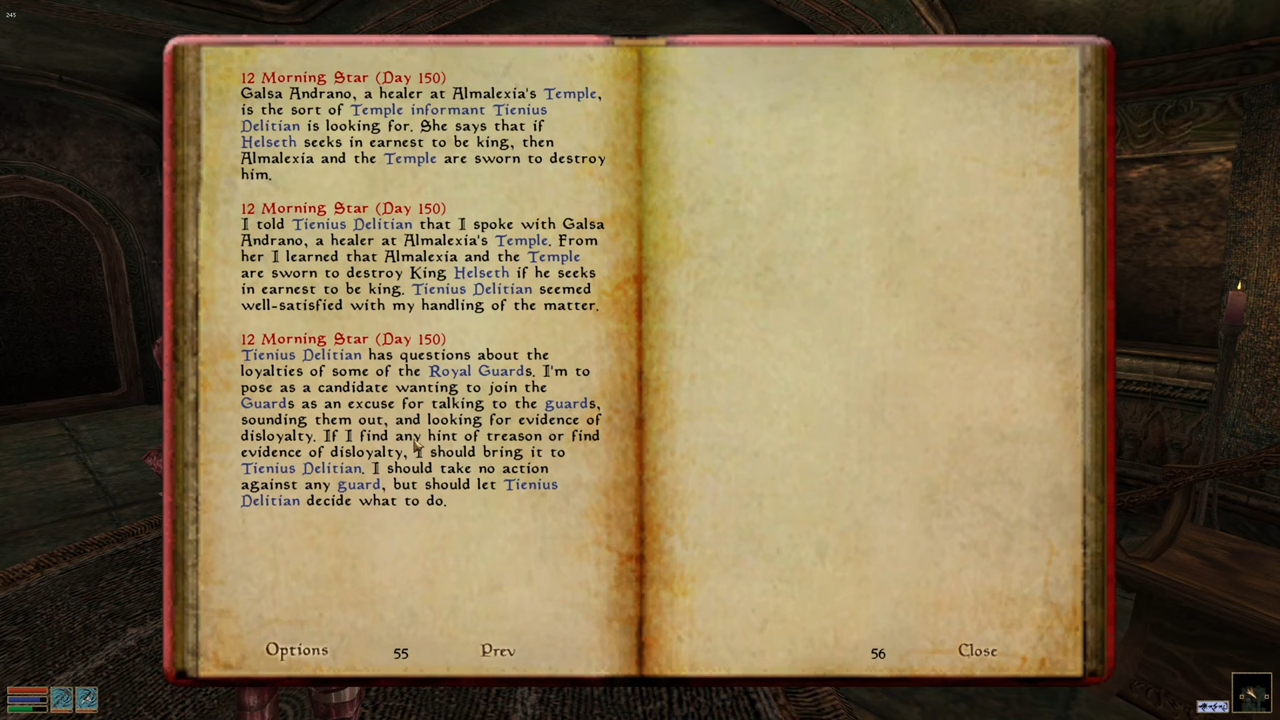 245
12 Morning Star (Day 150)
Galsa Andrano, a healer at Almalexia's Temple,
is the sort of Temple informant Tienius
Delitian is looking for. She says that if
Helseth seeks in earnest to be king, then
Almalexia and the Temple are sworn to destroy
him.
12 Morning Star (Day 150)
I told Tienius Delitian that I spoke with Galsa
Andrano, a healer at Almalexia's Temple. From
her I learned that Almalexia and the Temple
are sworn to destroy King Helseth if he seeks
in earnest to be king. Tienius Delitian seemed
well-satisfied with my handling of the matter.
12 Morning Star (Day 150)
Tienius Delitian has questions about the
loyalties of some of the Royal Guards. I'm to
pose as a candidate wanting to join the
Guards as an excuse for talking to the guards,
sounding them out, and looking for evidence of
disloyalty. If I find any hint of treason or find
evidence of disloyalty, I should bring it to
Tienius Delitian. I should take no action
against any guard, but should let Tienius
Delitian decide what to do.
Options 55 Prev 56 Close